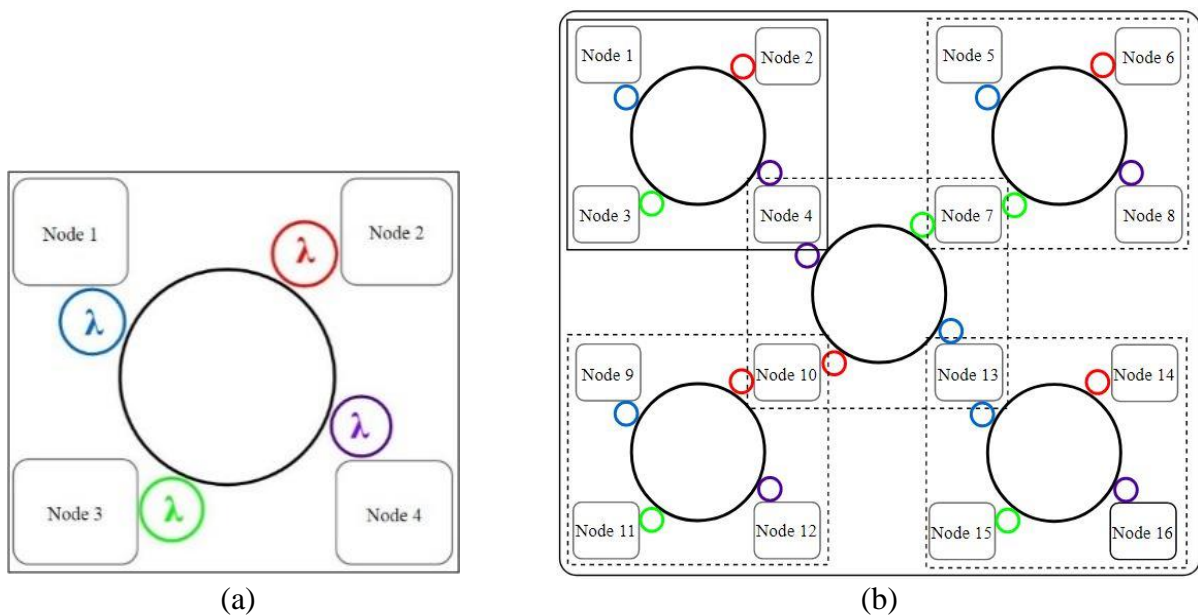 Node 1
Node 2
λ
λ
λ
λ
Node 3
Node 4
(a)
Node 1
Node 2
Node 5
Node 6
Node 3
Node 4
Node 7
Node 8
Node 9
Node 10
Node 13
Node 14
Node 11
Node 12
Node 15
Node 16
(b)